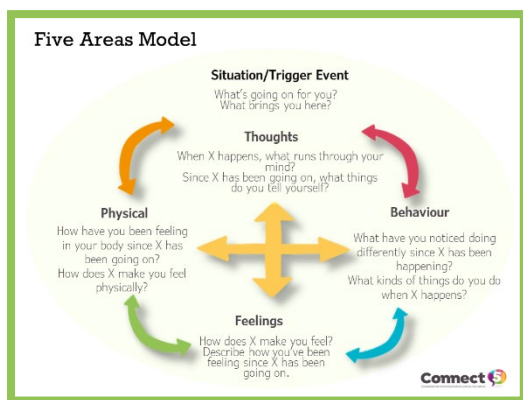 Five Areas Model
Situation/Trigger Event
What's going on for you?
What brings you here?
Thoughts
When X happens, what runs through your
mind?
Since X has been going on, what things
do you tell yourself?
Physical
How have you been feeling
in your body since X has
been going on?
How does X make you feel
physically?
Behaviour
What have you noticed doing
differently since X has been
happening?
What kinds of things do you do
when X happens?
Feelings
How does X make you feel?
Describe how you've been
feeling since X has been
going on.
Connect 5